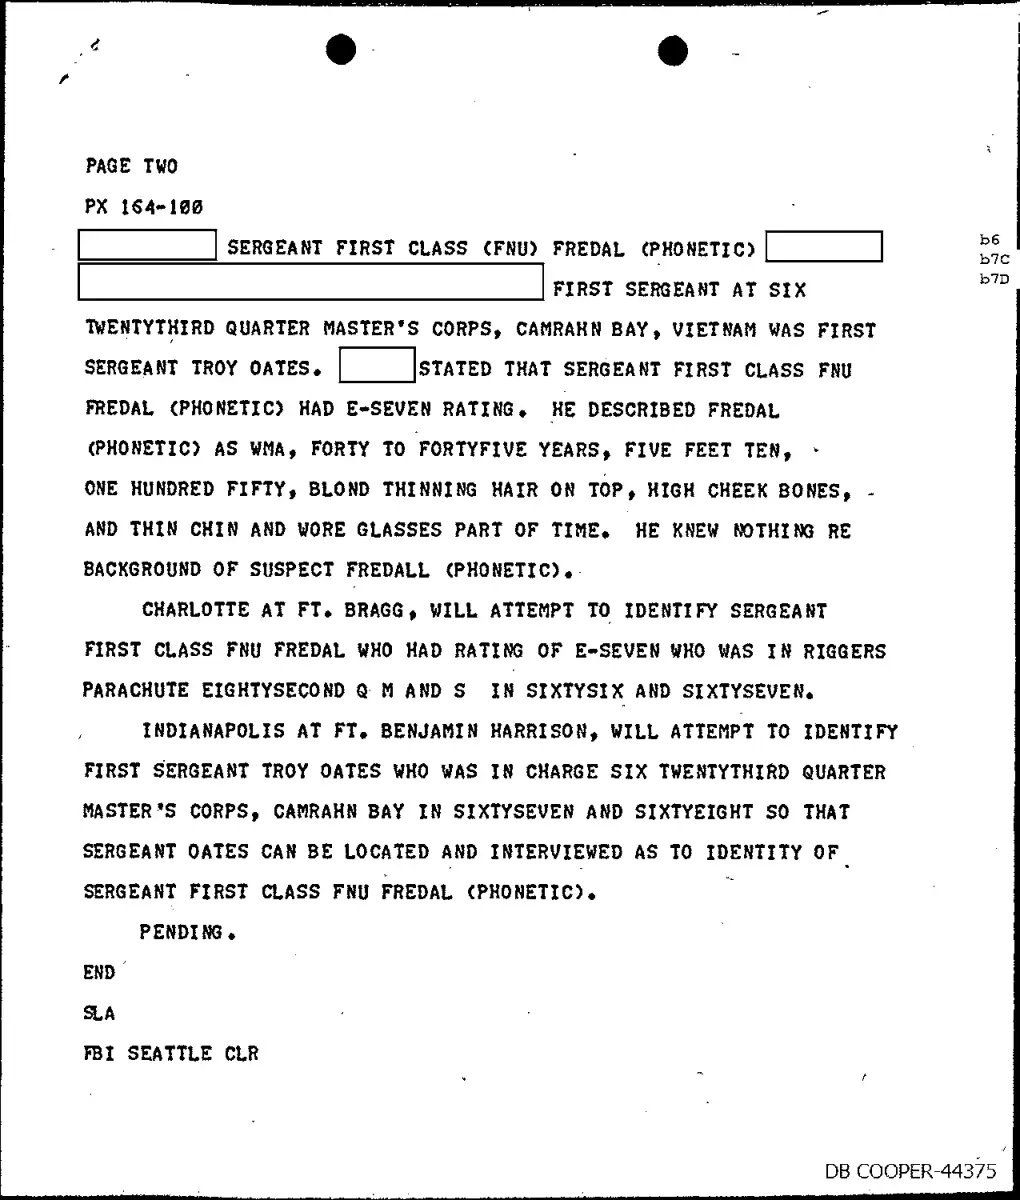 PAGE TWO
PX 164-100
SERGEANT FIRST CLASS (FNU) FREDAL (PHONETIC)
b6
b7C
b7D
FIRST SERGEANT AT SIX
TWENTYTHIRD QUARTER MASTER'S CORPS, CAMRAHN BAY, VIETNAM WAS FIRST
SERGEANT TROY OATES. STATED THAT SERGEANT FIRST CLASS FNU
FREDAL (PHONETIC) HAD E-SEVEN RATING. HE DESCRIBED FREDAL
(PHONETIC) AS WMA, FORTY TO FORTYFIVE YEARS, FIVE FEET TEN,
ONE HUNDRED FIFTY, BLOND THINNING HAIR ON TOP, HIGH CHEEK BONES,
AND THIN CHIN AND WORE GLASSES PART OF TIME. HE KNEW NOTHING RE
BACKGROUND OF SUSPECT FREDALL (PHONETIC).
CHARLOTTE AT FT. BRAGG, WILL ATTEMPT TO IDENTIFY SERGEANT
FIRST CLASS FNU FREDAL WHO HAD RATING OF E-SEVEN WHO WAS IN RIGGERS
PARACHUTE EIGHTYSECOND Q M AND S IN SIXTYSIX AND SIXTYSEVEN.
INDIANAPOLIS AT FT. BENJAMIN HARRISON, WILL ATTEMPT TO IDENTIFY
FIRST SERGEANT TROY OATES WHO WAS IN CHARGE SIX TWENTYTHIRD QUARTER
MASTER'S CORPS, CAMRAHN BAY IN SIXTYSEVEN AND SIXTYEIGHT SO THAT
SERGEANT OATES CAN BE LOCATED AND INTERVIEWED AS TO IDENTITY OF
SERGEANT FIRST CLASS FNU FREDAL (PHONETIC).
PENDING.
END
SLA
FBI SEATTLE CLR
DB COOPER-44375